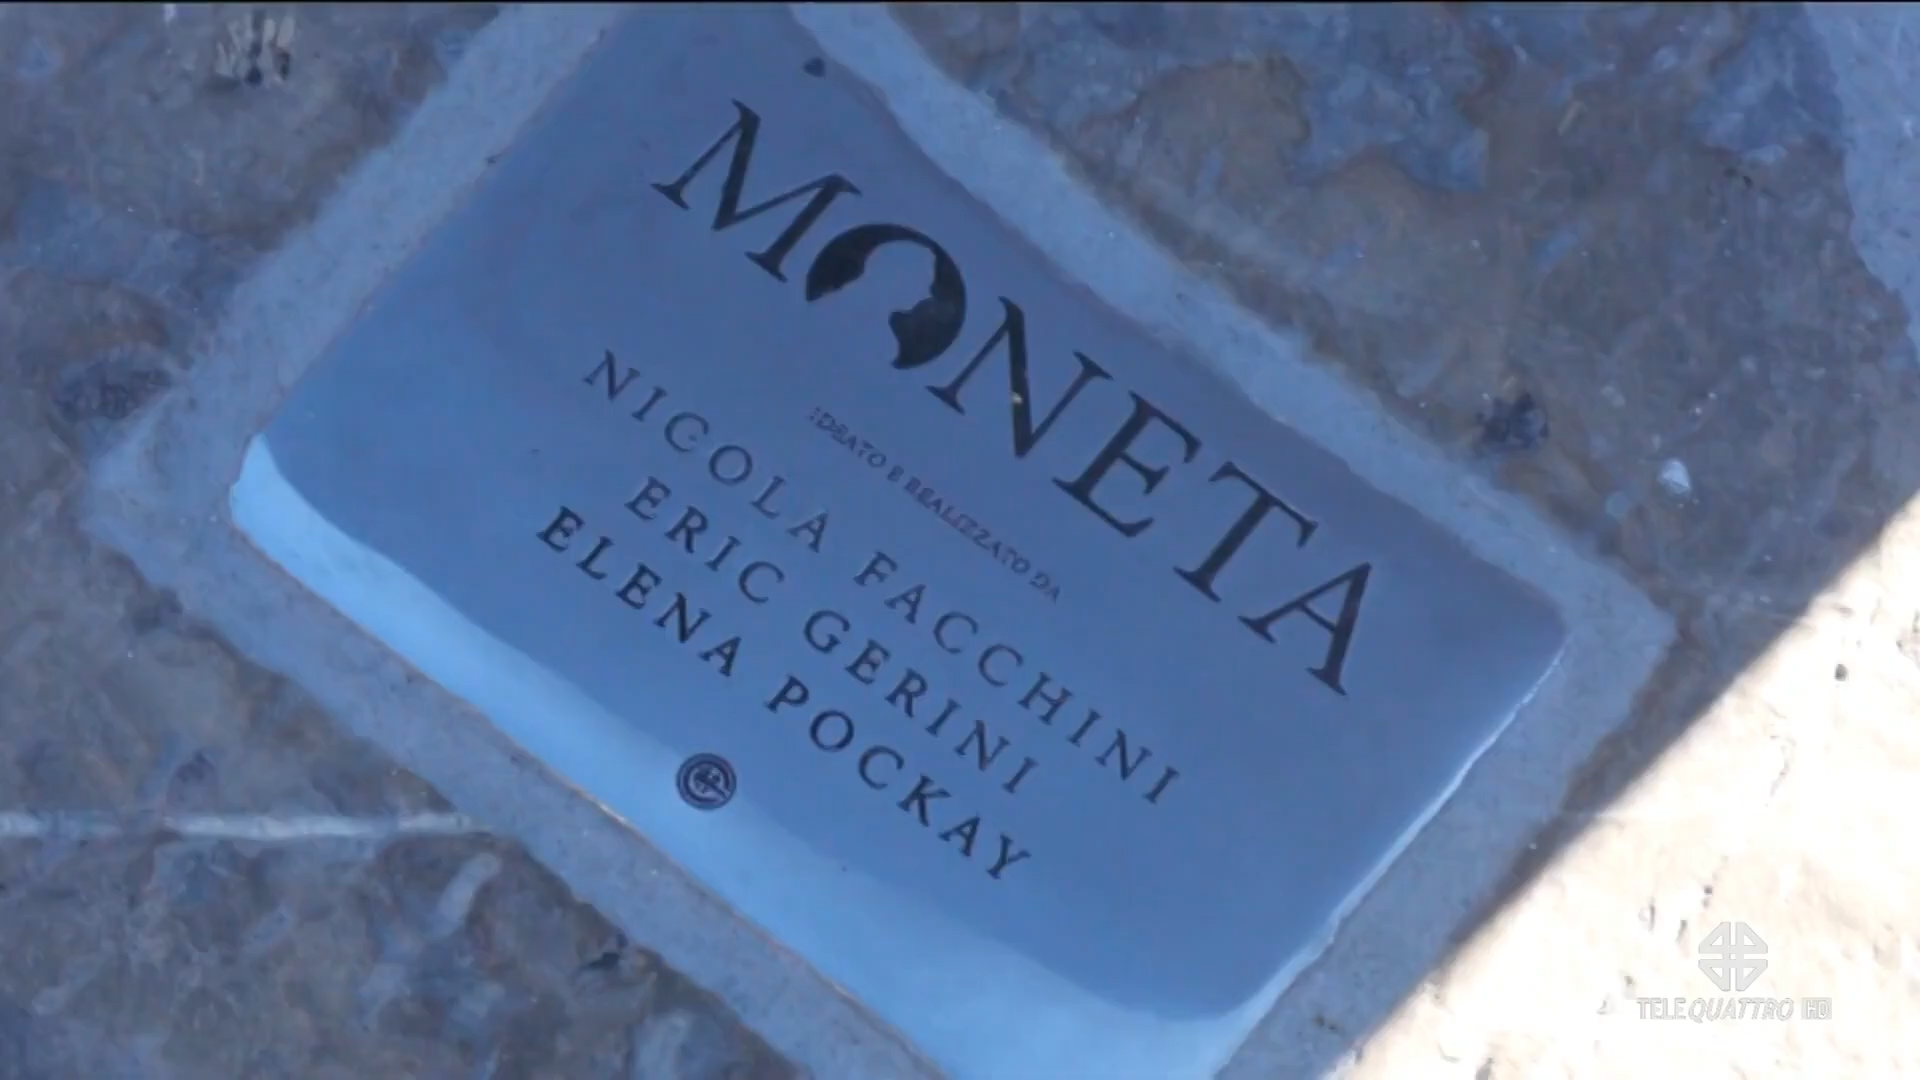 MONETA
IDEATO E REALIZZATO DA
NICOLA FACCHINI
ERIC GERINI
ELENA POCKAY
TELEQUATTRO HD